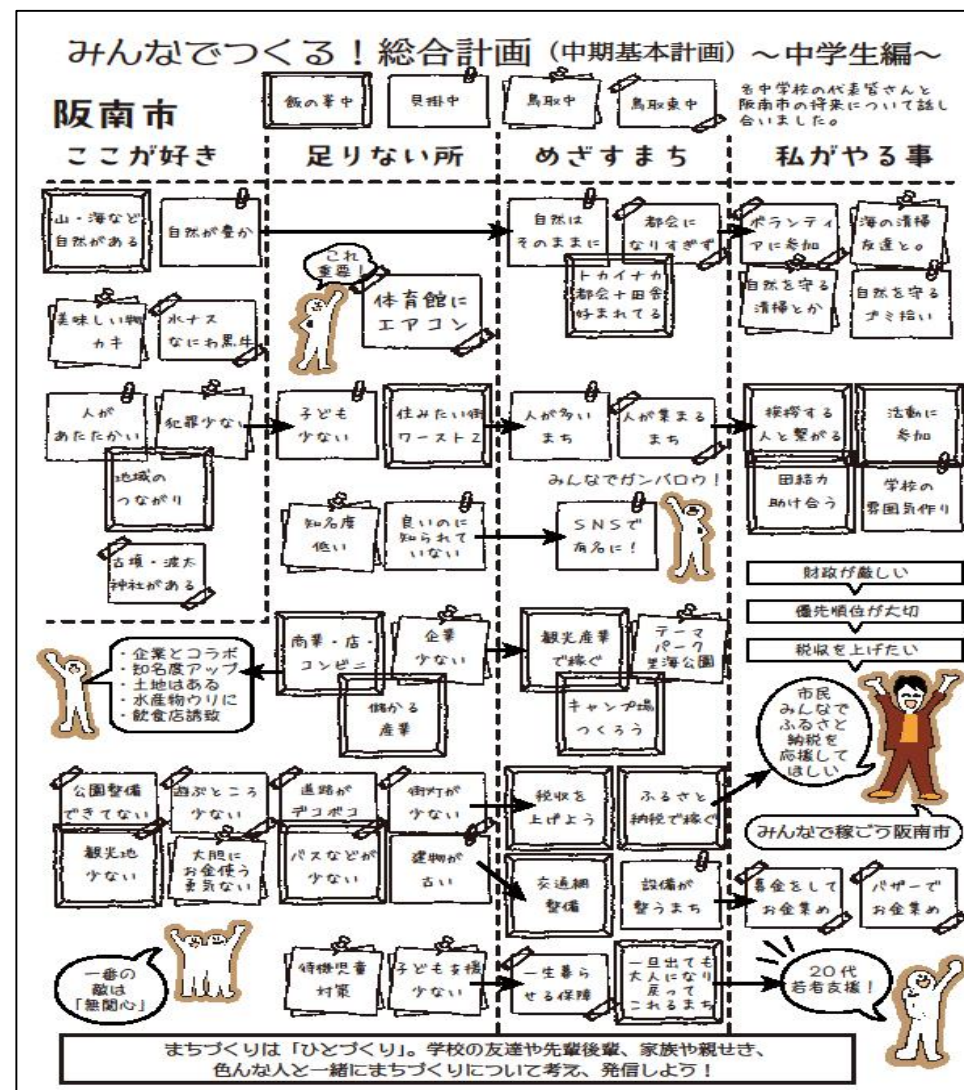 みんなでつくる！総合計画（中期基本計画）～中学生編～
阪南市
飯の峯中
貝掛中
鳥取中
鳥取東中
各中学校の代表皆さんと
阪南市の将来について話し
合いました。
ここが好き
足りない所
めざすまち
私がやる事
山・海など
自然がある
自然が豊か
自然は
そのままに
都会に
なりすぎず
トカイナカ
都会+田舎
好まれてる
ボランティ
アに参加
海の清掃
友達と。
自然を守る
清掃とか
自然を守る
ゴミ拾い
これ
重要！
体育館に
エアコン
美味しい物
カキ
水ナス
なにわ黒牛
人が
あたたかい
犯罪少ない
地域の
つながり
古墳・波太
神社がある
子ども
少ない
住みたい街
ワースト2
人が多い
まち
人が集まる
まち
挨拶する
人と繋がる
活動に
参加
団結力
助け合う
学校の
雰囲気作り
みんなでガンバロウ！
知名度
低い
良いのに
知られて
いない
SNSで
有名に！
財政が厳しい
優先順位が大切
税収を上げたい
市民
みんなで
ふるさと
納税を
応援して
ほしい
みんなで稼ごう阪南市
・企業とコラボ
・知名度アップ
・土地はある
・水産物ウリに
・飲食店誘致
商業・店・
コンビニ
企業
少ない
儲かる
産業
観光産業
で稼ぐ
テーマ
パーク
里海公園
キャンプ場
つくろう
公園整備
できてない
遊ぶところ
少ない
道路が
デコボコ
街灯が
少ない
税収を
上げよう
ふるさと
納税で稼ぐ
観光地
少ない
大胆に
お金使う
勇気ない
バスなどが
少ない
建物が
古い
交通網
整備
設備が
整うまち
募金をして
お金集め
バザーで
お金集め
一番の
敵は
「無関心」
待機児童
対策
子ども支援
少ない
一生暮ら
せる保障
一旦出ても
大人になり
戻って
これるまち
20代
若者支援！
まちづくりは「ひとづくり」。学校の友達や先輩後輩、家族や親せき、
色んな人と一緒にまちづくりについて考え、発信しよう！